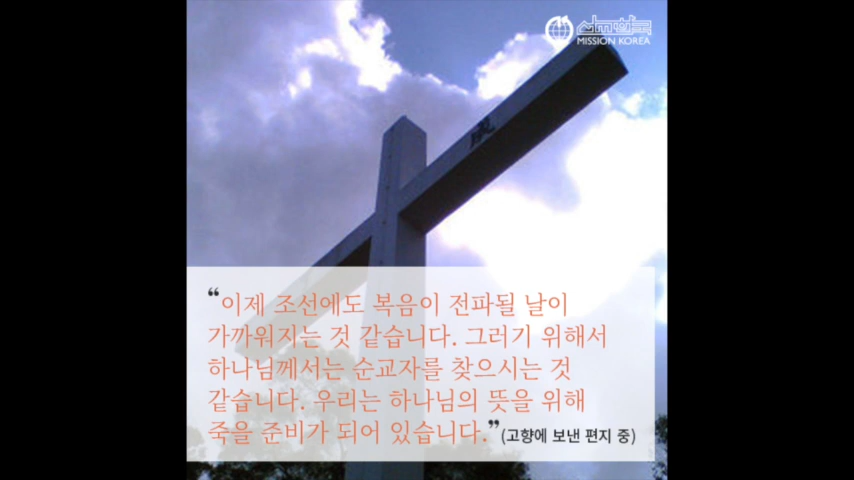 선교한국
MISSION KOREA
“이제 조선에도 복음이 전파될 날이
가까워지는 것 같습니다. 그러기 위해서
하나님께서는 순교자를 찾으시는 것
같습니다. 우리는 하나님의 뜻을 위해
죽을 준비가 되어 있습니다.”(고향에 보낸 편지 중)